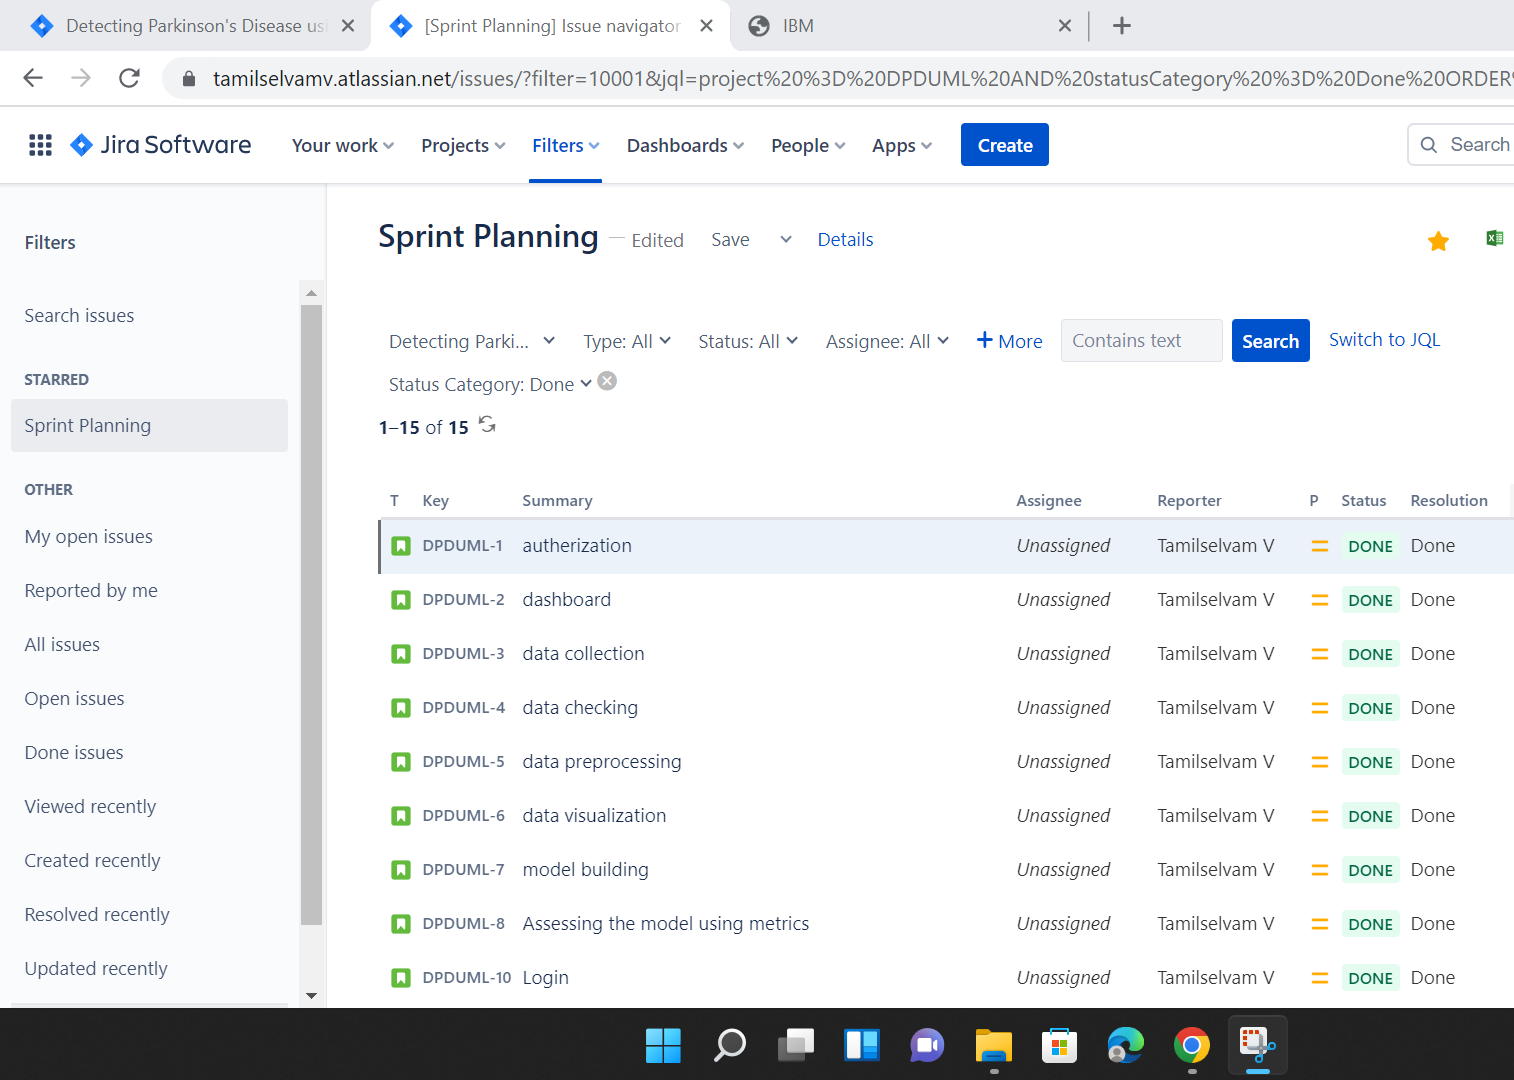 Detecting Parkinson's Disease usi
[Sprint Planning] Issue navigator
IBM
tamilselvamv.atlassian.net/issues/?filter=10001&jql=project%20%3D%20DPDUML%20AND%20statusCategory%20%3D%20Done%20ORDER
Jira Software Your work Projects Filters Dashboards People Apps Create Search
Filters
Search issues
STARRED
Sprint Planning
OTHER
My open issues
Reported by me
All issues
Open issues
Done issues
Viewed recently
Created recently
Resolved recently
Updated recently
Sprint Planning — Edited Save Details
Detecting Parki... Type: All Status: All Assignee: All + More Contains text Search Switch to JQL
Status Category: Done
1–15 of 15
T Key Summary Assignee Reporter P Status Resolution
DPDUML-1 autherization Unassigned Tamilselvam V DONE Done
DPDUML-2 dashboard Unassigned Tamilselvam V DONE Done
DPDUML-3 data collection Unassigned Tamilselvam V DONE Done
DPDUML-4 data checking Unassigned Tamilselvam V DONE Done
DPDUML-5 data preprocessing Unassigned Tamilselvam V DONE Done
DPDUML-6 data visualization Unassigned Tamilselvam V DONE Done
DPDUML-7 model building Unassigned Tamilselvam V DONE Done
DPDUML-8 Assessing the model using metrics Unassigned Tamilselvam V DONE Done
DPDUML-10 Login Unassigned Tamilselvam V DONE Done